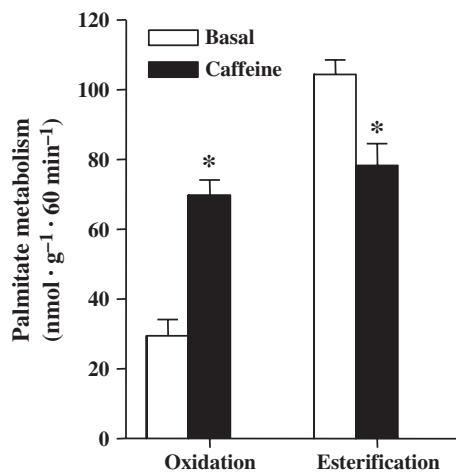 Palmitate metabolism
(nmol · g⁻¹ · 60 min⁻¹)
120
100
80
60
40
20
0
Basal
Caffeine
*
*
Oxidation
Esterification